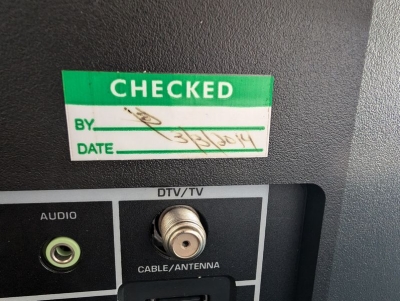 CHECKED
BY
DATE 3/3/2014
DTV/TV
AUDIO
CABLE/ANTENNA